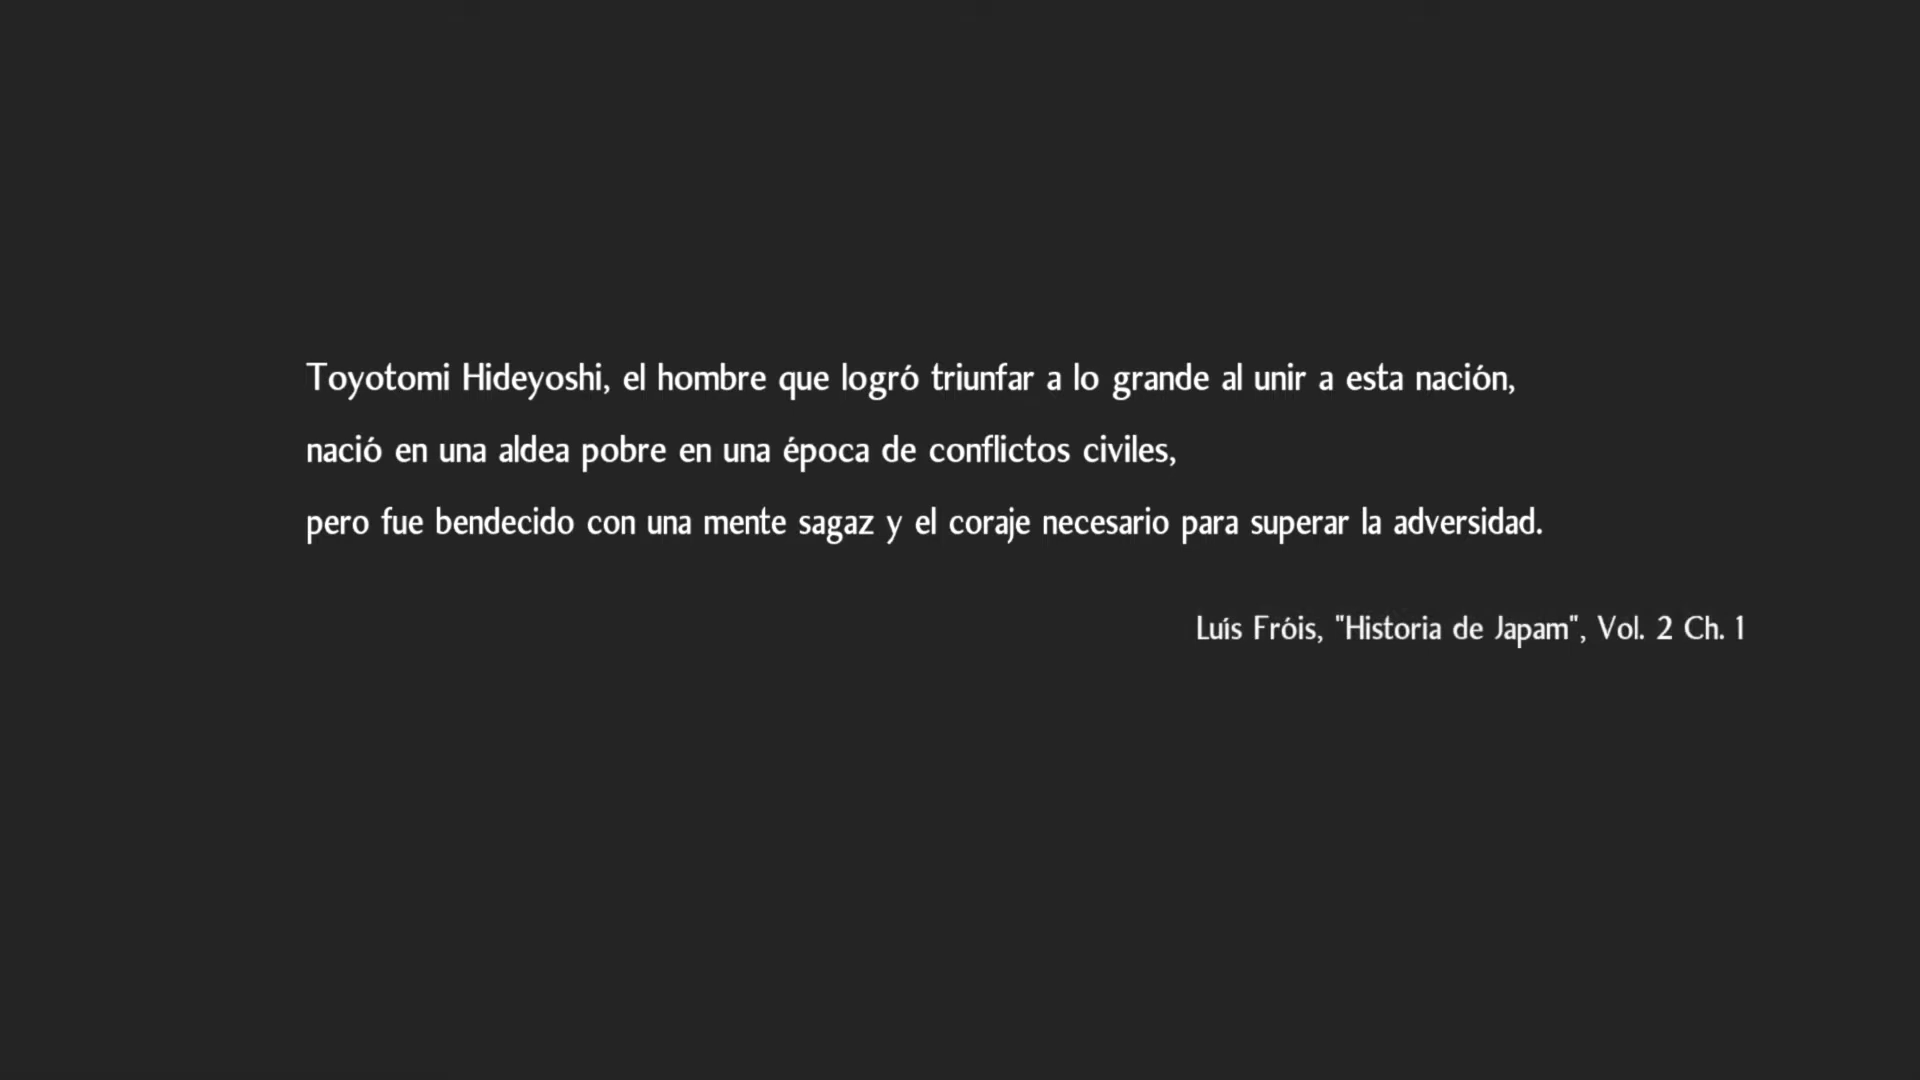 Toyotomi Hideyoshi, el hombre que logró triunfar a lo grande al unir a esta nación,
nació en una aldea pobre en una época de conflictos civiles,
pero fue bendecido con una mente sagaz y el coraje necesario para superar la adversidad.
Luís Fróis, "Historia de Japam", Vol. 2 Ch. 1